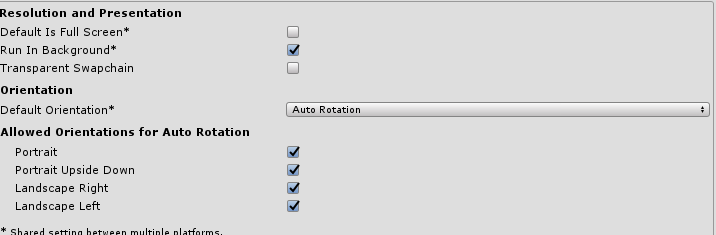 Resolution and Presentation
Default Is Full Screen*
Run In Background*
Transparent Swapchain
Orientation
Default Orientation* Auto Rotation
Allowed Orientations for Auto Rotation
Portrait
Portrait Upside Down
Landscape Right
Landscape Left
* Shared setting between multiple platforms.